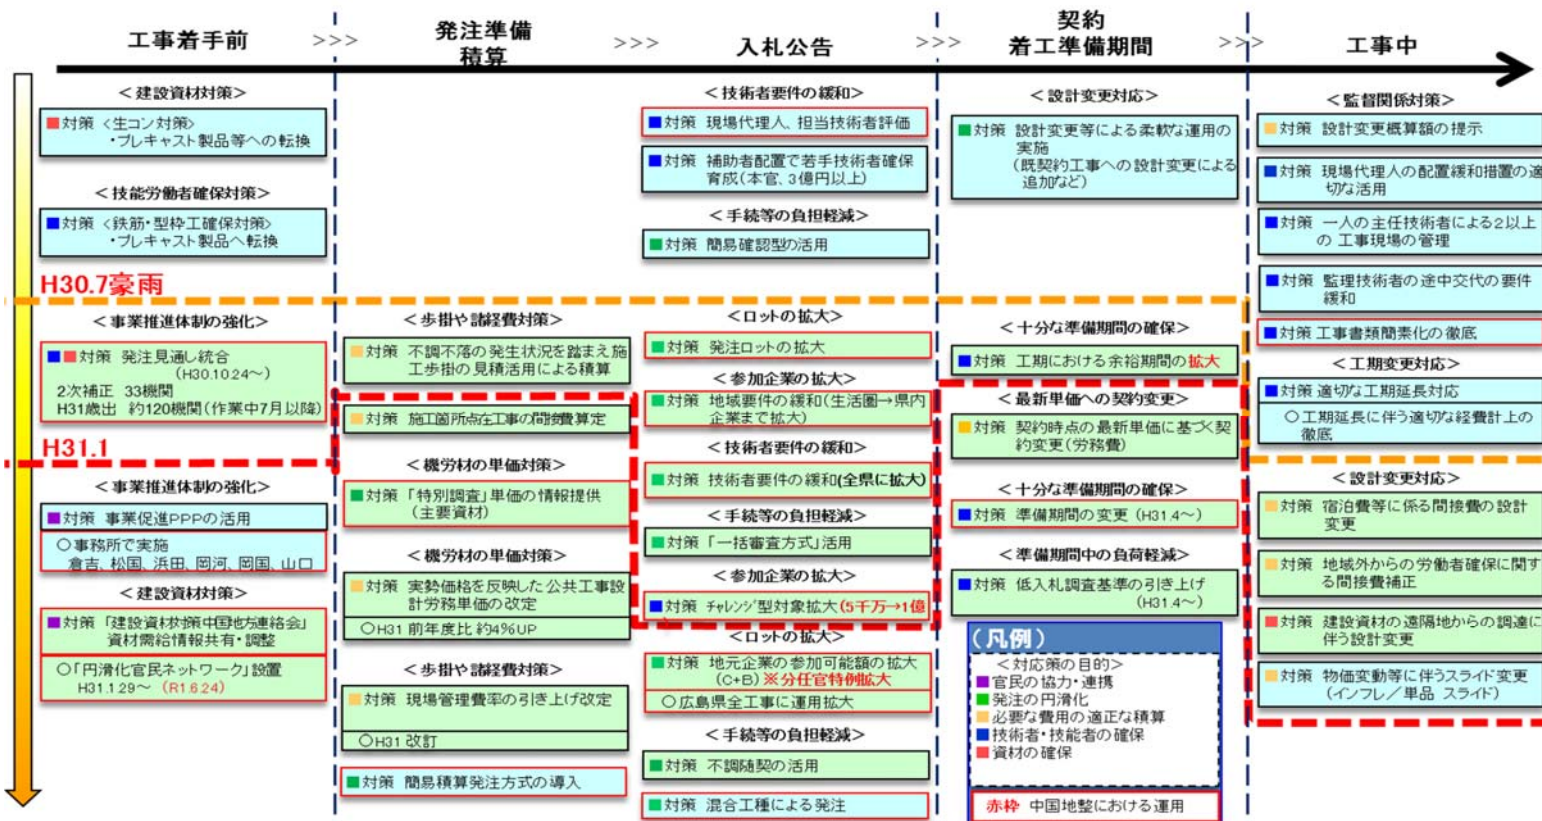 工事着手前
>>>
発注準備
積算
>>>
入札公告
>>>
契約
着工準備期間
>>>
工事中
<建設資材対策>
■対策 <生コン対策>
・プレキャスト製品等への転換
<技能労働者確保対策>
■対策 <鉄筋・型枠工確保対策>
・プレキャスト製品へ転換
H30.7豪雨
<事業推進体制の強化>
■■対策 発注見通し統合
(H30.10.24~)
2次補正 33機関
H31歳出 約120機関(作業中7月以降)
H31.1
<事業推進体制の強化>
■対策 事業促進PPPの活用
○事務所で実施
倉吉、松国、浜田、岡河、岡国、山口
<建設資材対策>
■対策 「建設資材対策中国地方連絡会」
資材需給情報共有・調整
○「円滑化官民ネットワーク」設置
H31.1.29~ (R1.6.24)
<歩掛や諸経費対策>
■対策 不調不落の発生状況を踏まえ施
工歩掛の見積活用による積算
■対策 施工箇所点在工事の間接費算定
<機労材の単価対策>
■対策 「特別調査」単価の情報提供
(主要資材)
<機労材の単価対策>
■対策 実勢価格を反映した公共工事設
計労務単価の改定
○H31 前年度比 約4%UP
<歩掛や諸経費対策>
■対策 現場管理費率の引き上げ改定
○H31 改訂
■対策 簡易積算発注方式の導入
<技術者要件の緩和>
■対策 現場代理人、担当技術者評価
■対策 補助者配置で若手技術者確保
育成(本官、3億円以上)
<手続等の負担軽減>
■対策 簡易確認型の活用
<ロットの拡大>
■対策 発注ロットの拡大
<参加企業の拡大>
■対策 地域要件の緩和(生活圏→県内
企業まで拡大)
<技術者要件の緩和>
■対策 技術者要件の緩和(全県に拡大)
<手続等の負担軽減>
■対策 「一括審査方式」活用
<参加企業の拡大>
■対策 チャレンジ型対象拡大(5千万→1億
<ロットの拡大>
■対策 地元企業の参加可能額の拡大
(C+B) ※分任官特例拡大
○広島県全工事に運用拡大
<手続等の負担軽減>
■対策 不調随契の活用
■対策 混合工種による発注
<設計変更対応>
■対策 設計変更等による柔軟な運用の
実施
(既契約工事への設計変更による
追加など)
<十分な準備期間の確保>
■対策 工期における余裕期間の拡大
<最新単価への契約変更>
■対策 契約時点の最新単価に基づく契
約変更(労務費)
<十分な準備期間の確保>
■対策 準備期間の変更 (H31.4~)
<準備期間中の負荷軽減>
■対策 低入札調査基準の引き上げ
(H31.4~)
(凡例)
<対応策の目的>
■官民の協力・連携
■発注の円滑化
■必要な費用の適正な積算
■技術者・技能者の確保
■資材の確保
赤枠 中国地整における運用
<監督関係対策>
■対策 設計変更概算額の提示
■対策 現場代理人の配置緩和措置の適
切な活用
■対策 一人の主任技術者による2以上
の 工事現場の管理
■対策 監理技術者の途中交代の要件
緩和
■対策 工事書類簡素化の徹底
<工期変更対応>
■対策 適切な工期延長対応
○工期延長に伴う適切な経費計上の
徹底
<設計変更対応>
■対策 宿泊費等に係る間接費の設計
変更
■対策 地域外からの労働者確保に関す
る間接費補正
■対策 建設資材の遠隔地からの調達に
伴う設計変更
■対策 物価変動等に伴うスライド変更
(インフレ/単品 スライド)